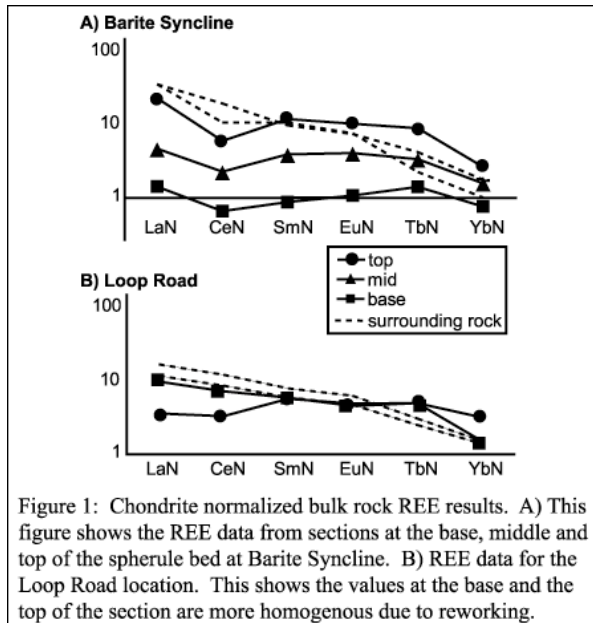 A) Barite Syncline
100
10
1
LaN CeN SmN EuN TbN YbN
top
mid
base
surrounding rock
B) Loop Road
100
10
1
LaN CeN SmN EuN TbN YbN
Figure 1: Chondrite normalized bulk rock REE results. A) This
figure shows the REE data from sections at the base, middle and
top of the spherule bed at Barite Syncline. B) REE data for the
Loop Road location. This shows the values at the base and the
top of the section are more homogenous due to reworking.